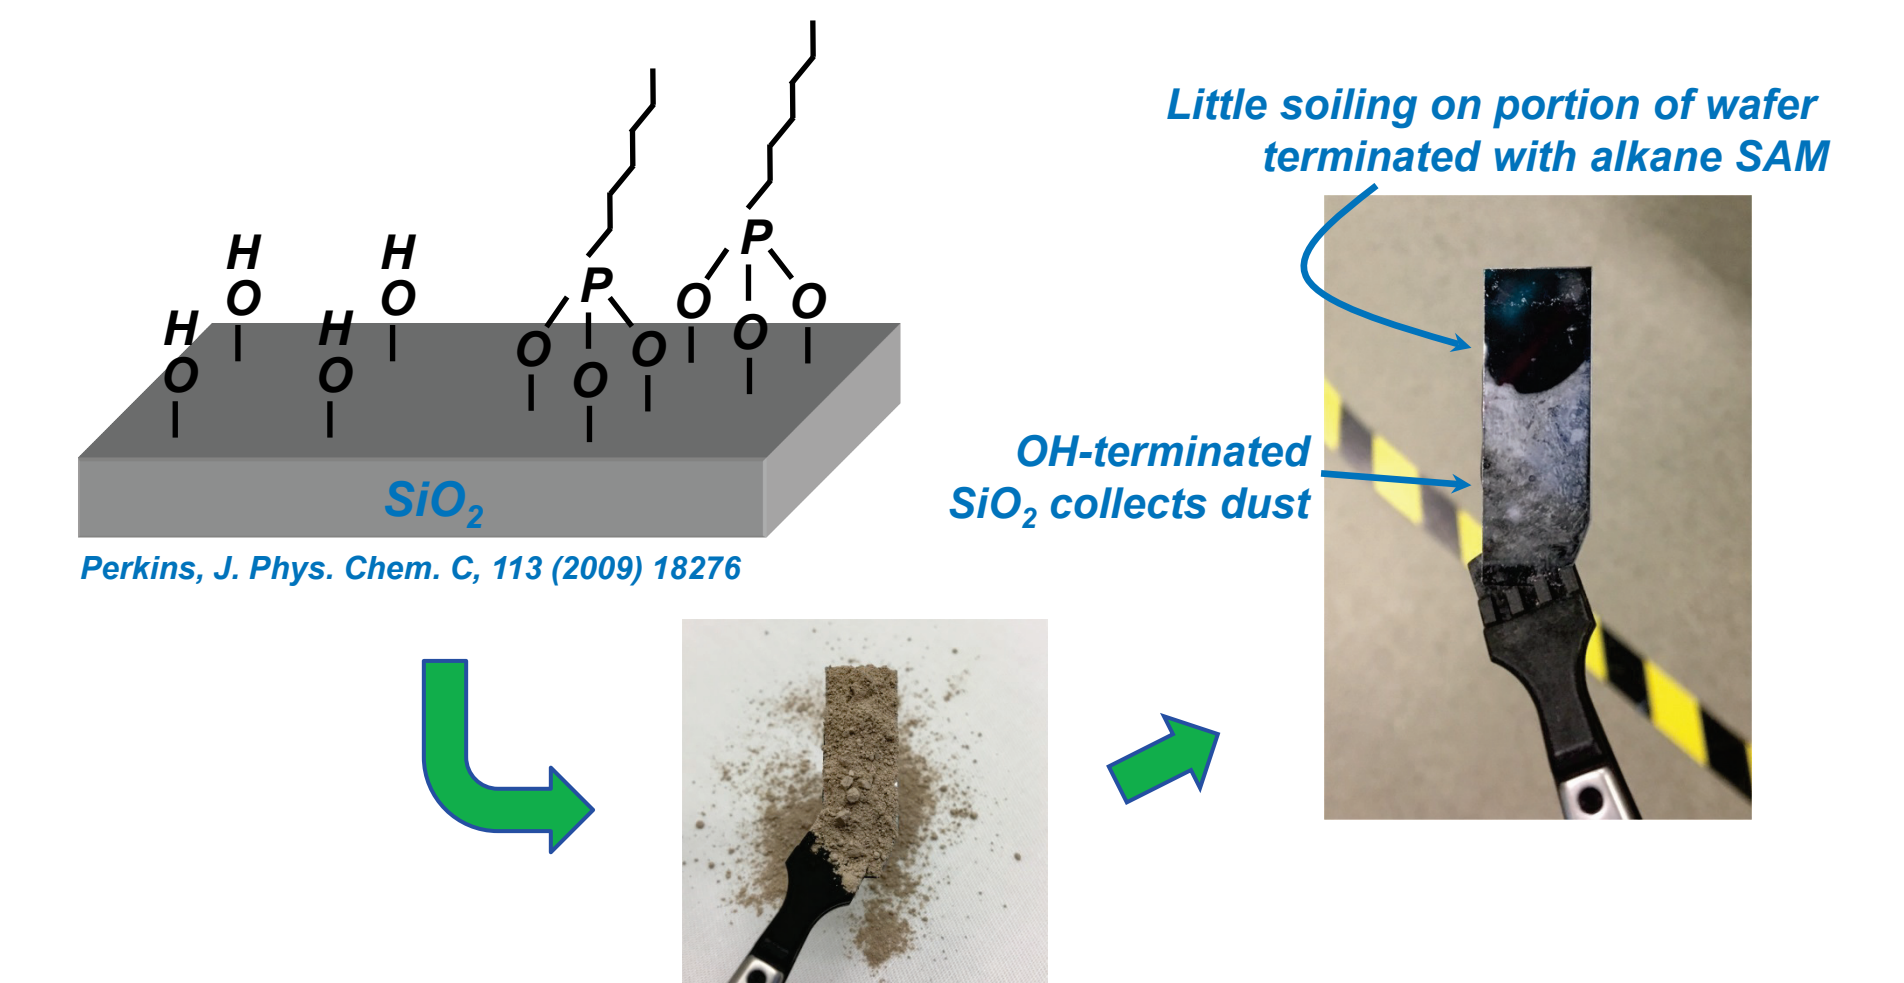 Little soiling on portion of wafer
terminated with alkane SAM
H
H
O
O
H
H
O
O
P
O
O
O
P
O
O
O
OH-terminated
SiO2 collects dust
SiO2
Perkins, J. Phys. Chem. C, 113 (2009) 18276